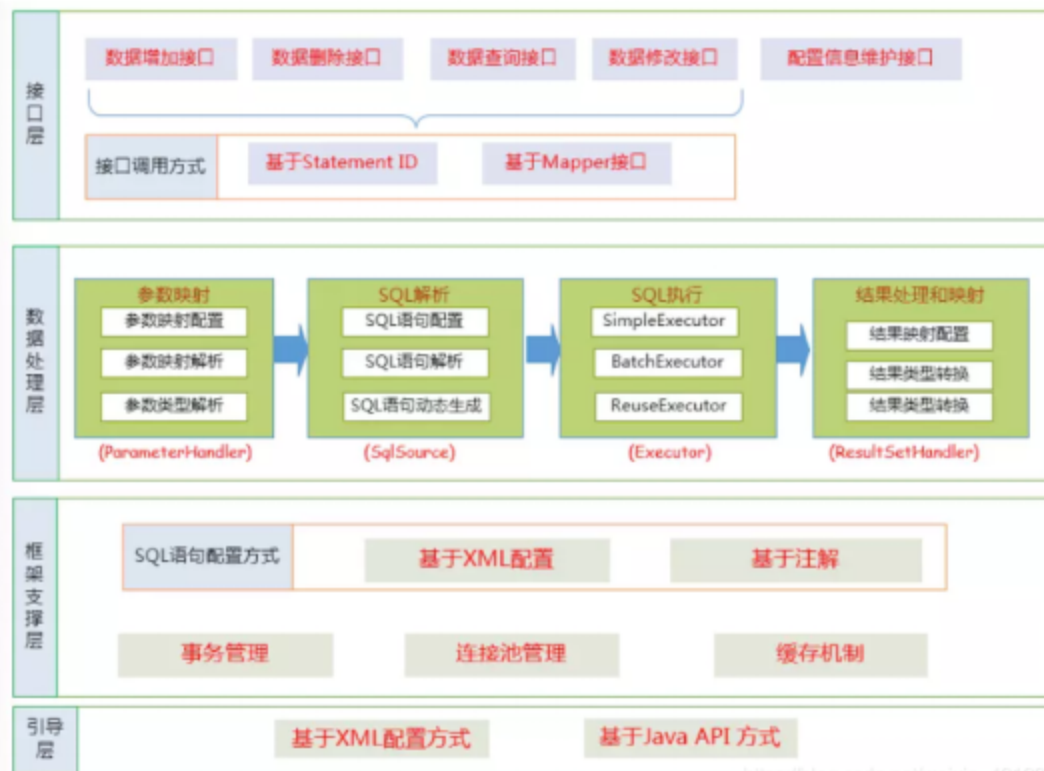 接口层
数据增加接口 数据删除接口 数据查询接口 数据修改接口 配置信息维护接口
接口调用方式 基于Statement ID 基于Mapper接口
数据处理层
参数映射 SQL解析 SQL执行 结果处理和映射
参数映射配置 SQL语句配置 SimpleExecutor 结果映射配置
参数映射解析 SQL语句解析 BatchExecutor 结果类型转换
参数类型解析 SQL语句动态生成 ReuseExecutor 结果类型转换
(ParameterHandler) (SqlSource) (Executor) (ResultSetHandler)
框架支撑层
SQL语句配置方式 基于XML配置 基于注解
事务管理 连接池管理 缓存机制
引导层
基于XML配置方式 基于Java API 方式